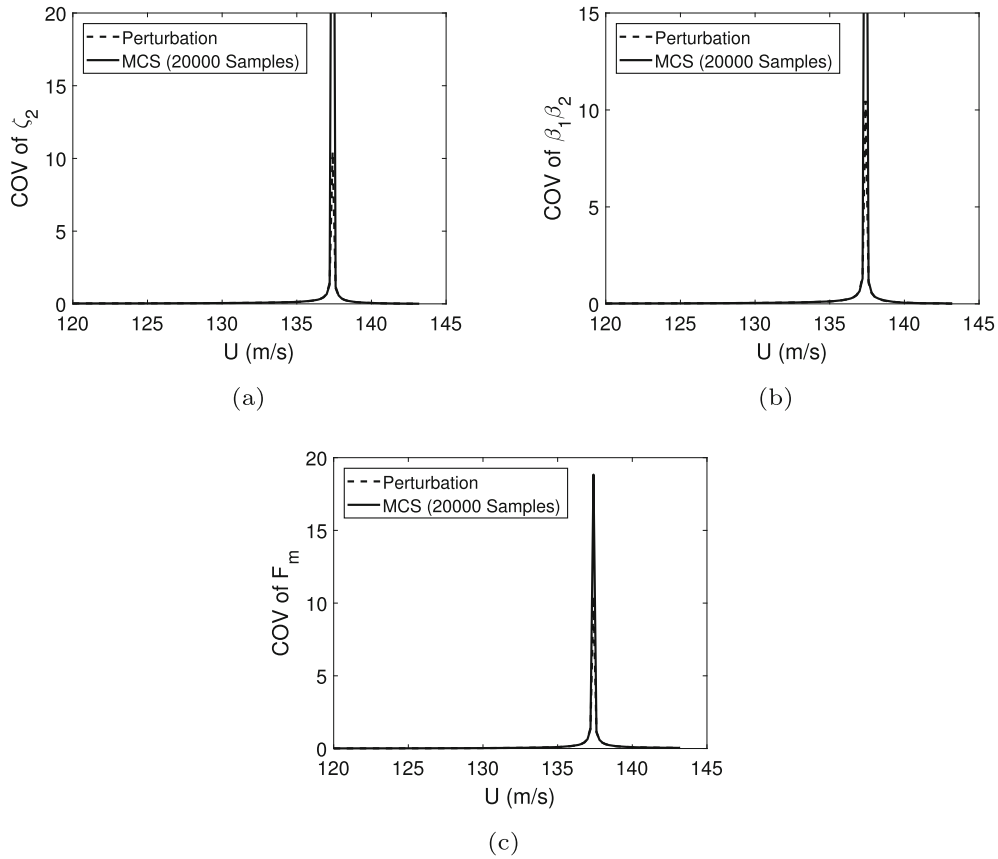 20
15
10
5
0
COV of ζ2
Perturbation
MCS (20000 Samples)
120 125 130 135 140 145
U (m/s)
(a)
15
10
5
0
COV of β1β2
Perturbation
MCS (20000 Samples)
120 125 130 135 140 145
U (m/s)
(b)
20
15
10
5
0
COV of Fm
Perturbation
MCS (20000 Samples)
120 125 130 135 140 145
U (m/s)
(c)